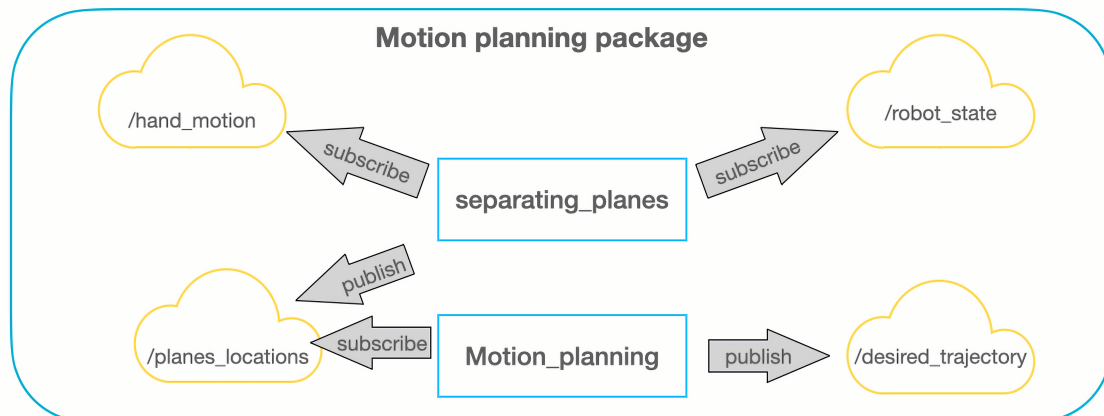 Motion planning package
/hand_motion
/robot_state
subscribe
subscribe
separating_planes
publish
/planes_locations
subscribe
Motion_planning
publish
/desired_trajectory